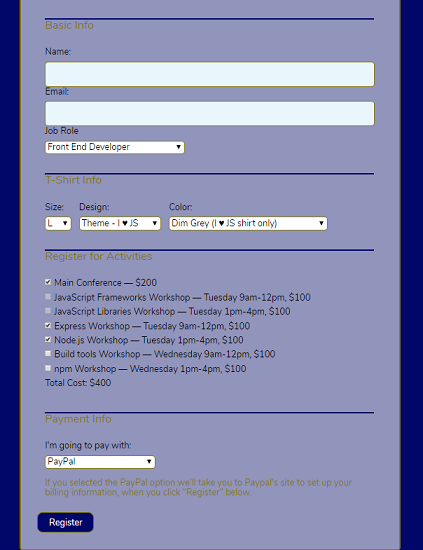 Basic Info
Name:
Email:
Job Role
Front End Developer
T-Shirt Info
Size: Design: Color:
L Theme - I ♥ JS Dim Grey (I ♥ JS shirt only)
Register for Activities
Main Conference — $200
JavaScript Frameworks Workshop — Tuesday 9am-12pm, $100
JavaScript Libraries Workshop — Tuesday 1pm-4pm, $100
Express Workshop — Tuesday 9am-12pm, $100
Node.js Workshop — Tuesday 1pm-4pm, $100
Build tools Workshop — Wednesday 9am-12pm, $100
npm Workshop — Wednesday 1pm-4pm, $100
Total Cost: $400
Payment Info
I'm going to pay with:
PayPal
If you selected the PayPal option we'll take you to Paypal's site to set up your
billing information, when you click "Register" below.
Register